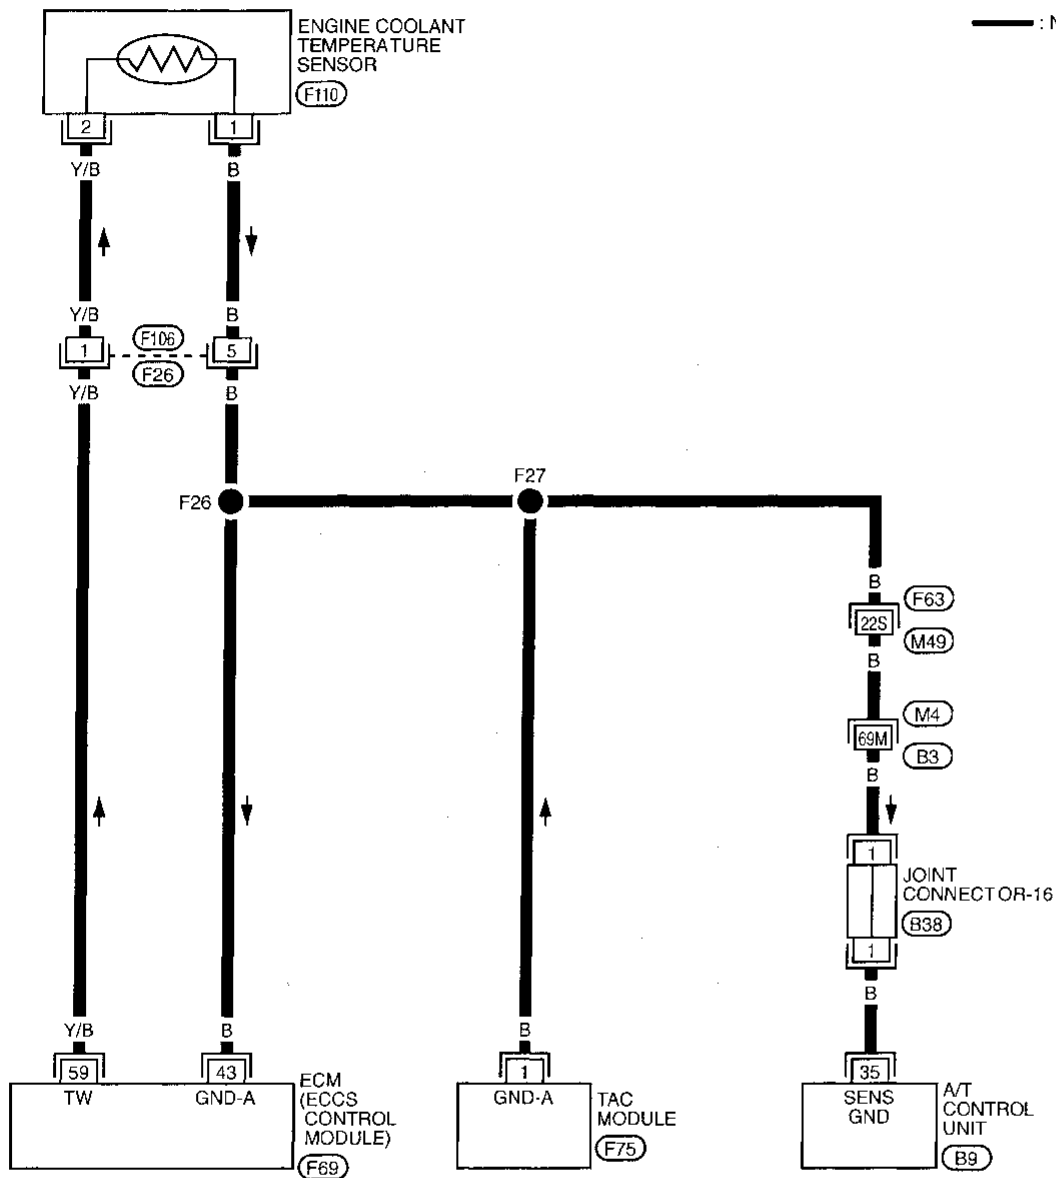 ENGINE COOLANT
TEMPERATURE
SENSOR
F110
: N
2
1
Y/B
B
Y/B
B
1
F106
5
F26
Y/B
B
F26
F27
B
F63
22S
M49
B
M4
69M
B3
B
1
JOINT
CONNECTOR-16
B38
1
B
Y/B
B
B
59
43
1
35
TW
GND-A
ECM
(ECCS
CONTROL
MODULE)
F69
GND-A
TAC
MODULE
F75
SENS
GND
A/T
CONTROL
UNIT
B9